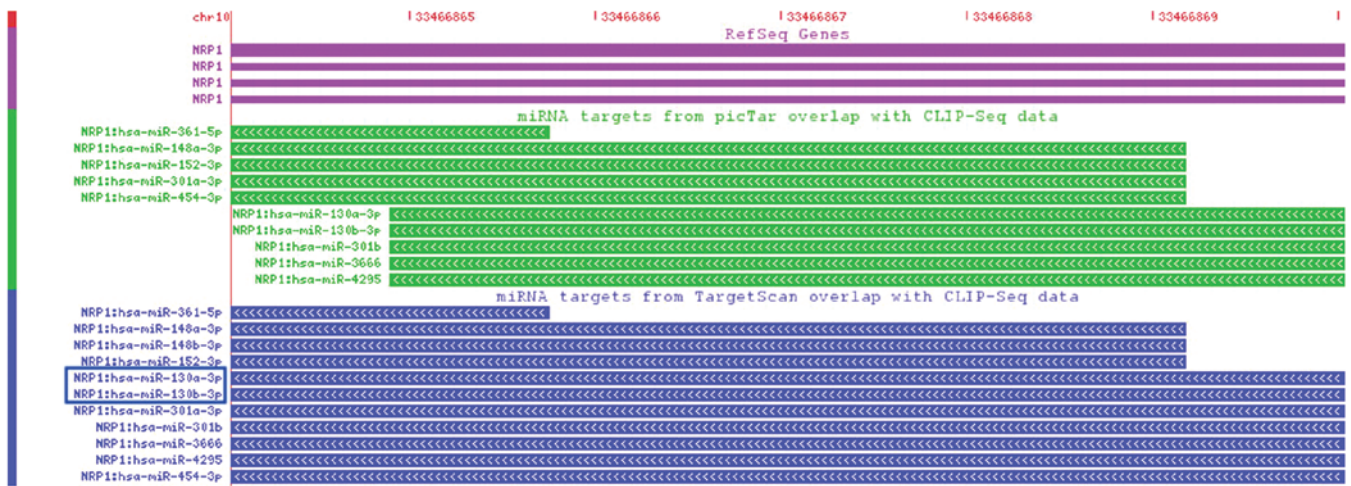 chr10 33466865 33466866 33466867 33466868 33466869
RefSeq Genes
NRP1
NRP1
NRP1
NRP1
miRNA targets from picTar overlap with CLIP-Seq data
NRP1:hsa-miR-361-5p
NRP1:hsa-miR-148a-3p
NRP1:hsa-miR-152-3p
NRP1:hsa-miR-301a-3p
NRP1:hsa-miR-454-3p
NRP1:hsa-miR-130a-3p
NRP1:hsa-miR-130b-3p
NRP1:hsa-miR-301b
NRP1:hsa-miR-3666
NRP1:hsa-miR-4295
miRNA targets from TargetScan overlap with CLIP-Seq data
NRP1:hsa-miR-361-5p
NRP1:hsa-miR-148a-3p
NRP1:hsa-miR-148b-3p
NRP1:hsa-miR-152-3p
NRP1:hsa-miR-130a-3p
NRP1:hsa-miR-130b-3p
NRP1:hsa-miR-301a-3p
NRP1:hsa-miR-301b
NRP1:hsa-miR-3666
NRP1:hsa-miR-4295
NRP1:hsa-miR-454-3p